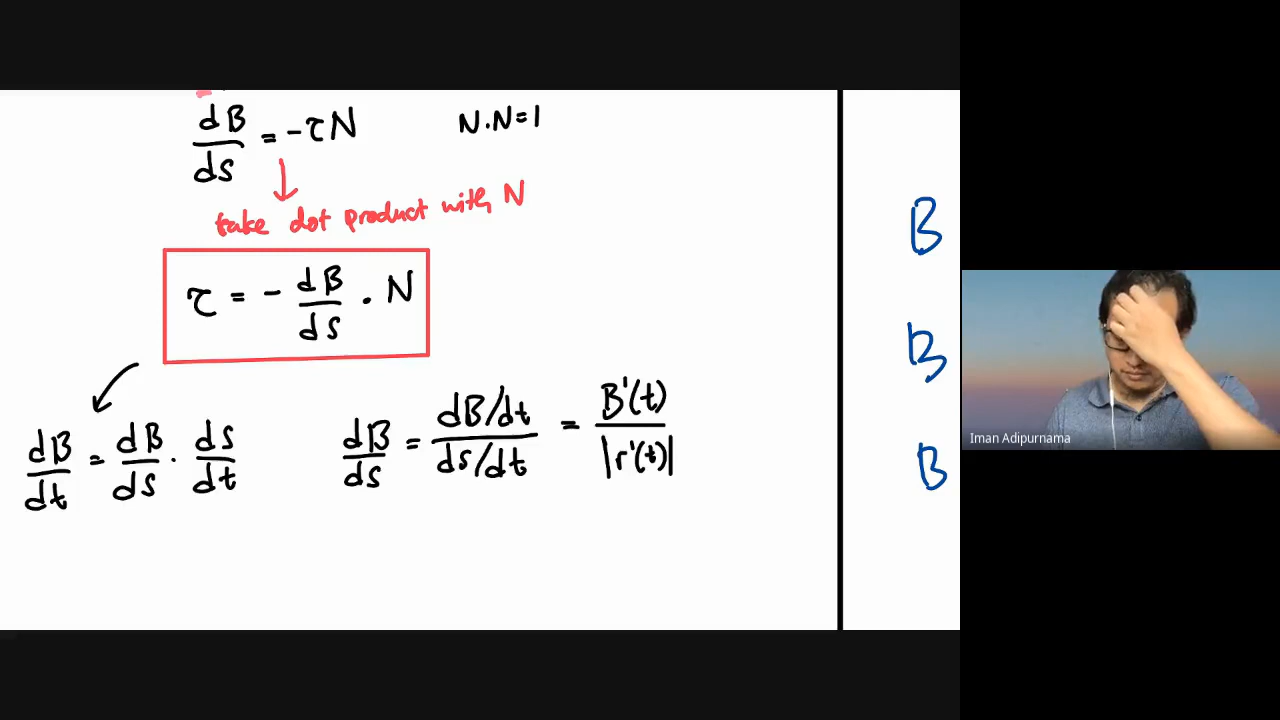 dB/ds = -τN N·N=1
take dot product with N
τ = - dB/ds · N
dB/dt = dB/ds · ds/dt dB/ds = dB/dt / ds/dt = B'(t) / |r'(t)|
B
B
B
Iman Adipurnama